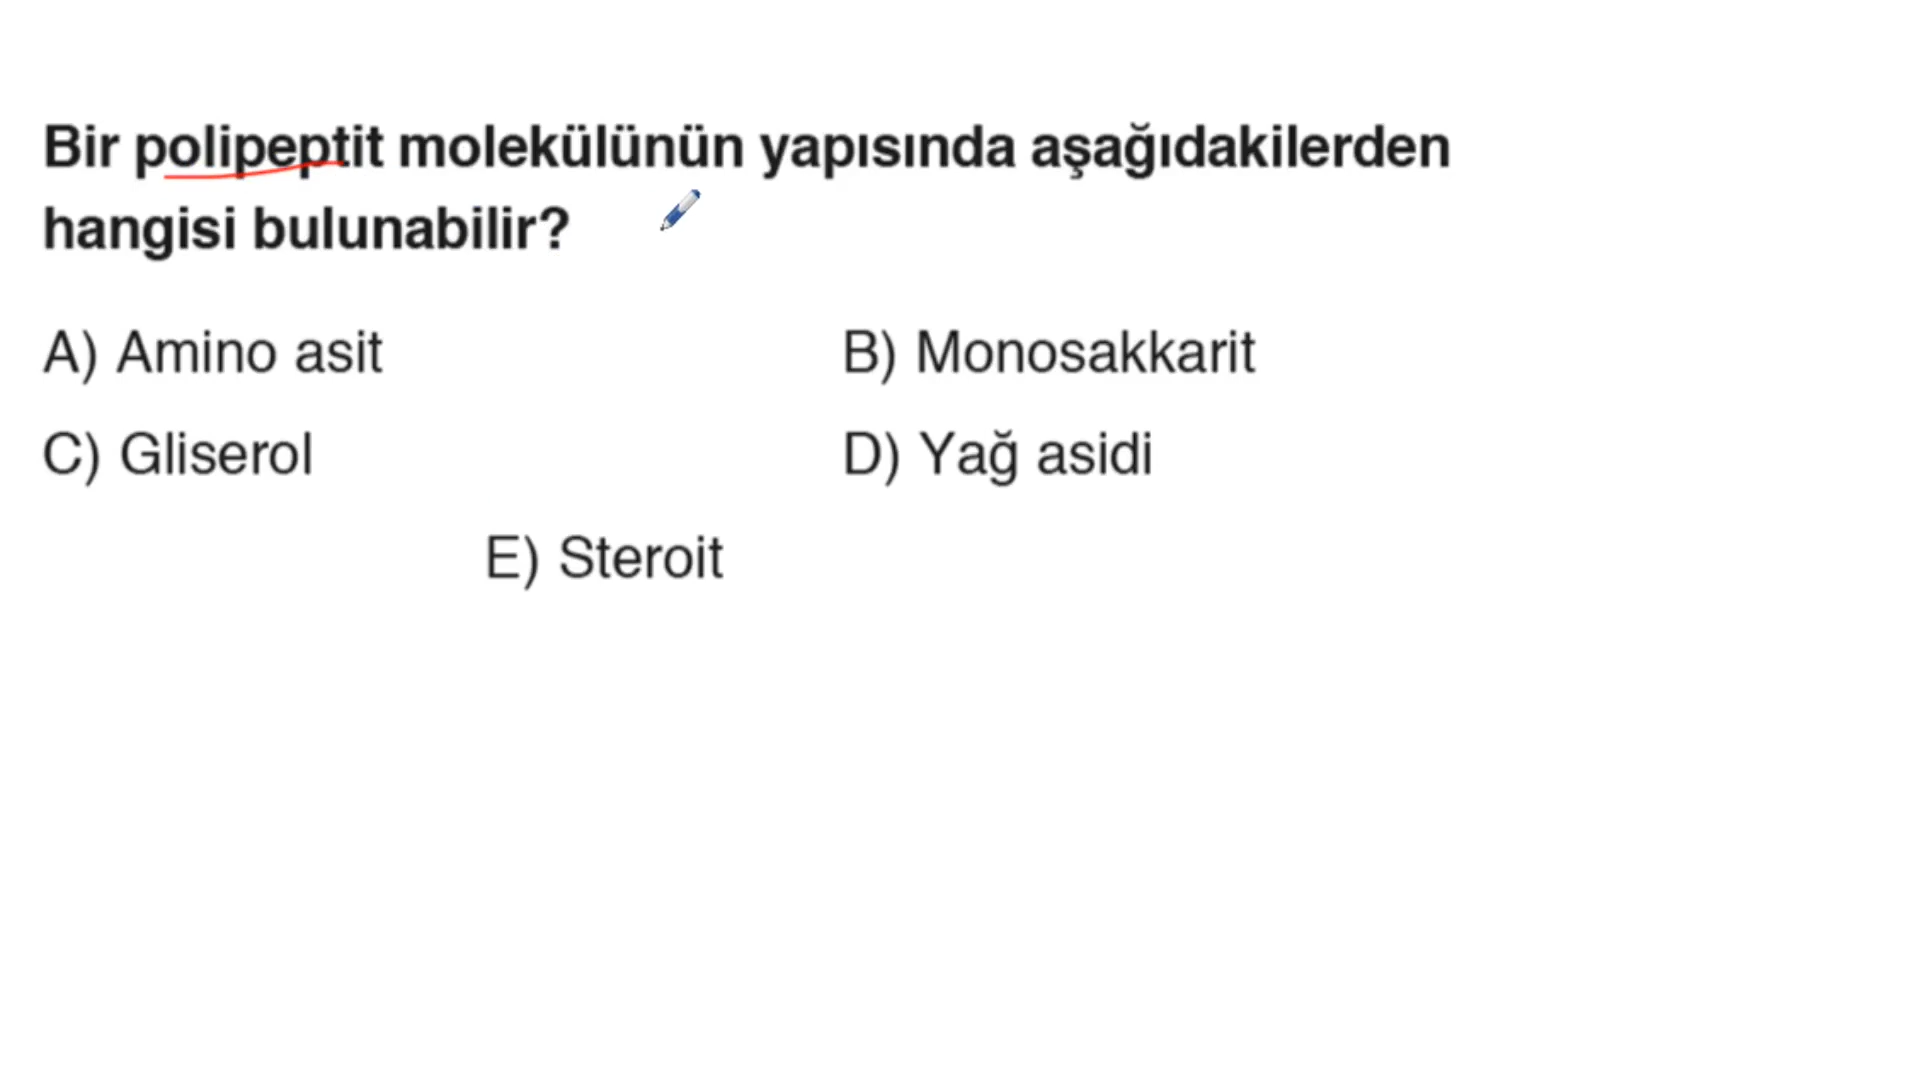 Bir polipeptit molekülünün yapısında aşağıdakilerden
hangisi bulunabilir?
A) Amino asit
B) Monosakkarit
C) Gliserol
D) Yağ asidi
E) Steroit